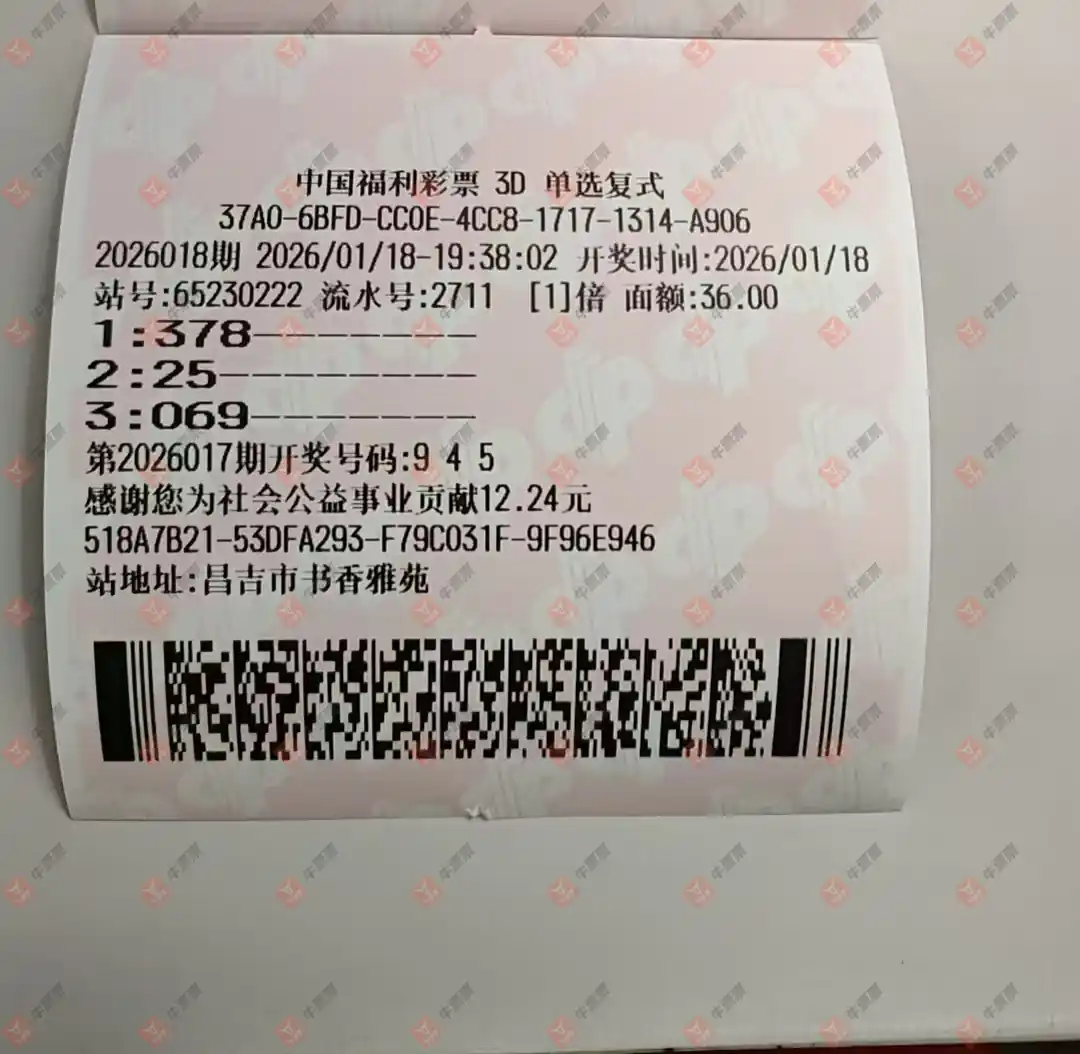 中国福利彩票 3D 单选复式
37A0-6BFD-CC0E-4CC8-1717-1314-A906
2026018期 2026/01/18-19:38:02 开奖时间:2026/01/18
站号:65230222 流水号:2711 [1]倍 面额:36.00
1:378-------
2:25--------
3:069-------
第2026017期开奖号码:9 4 5
感谢您为社会公益事业贡献12.24元
518A7B21-53DFA293-F79C031F-9F96E946
站地址:昌吉市书香雅苑